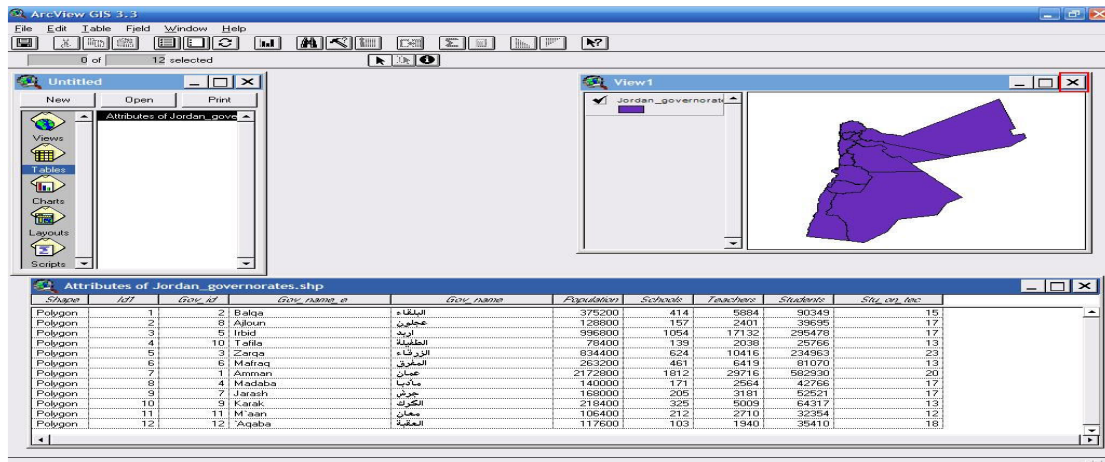 ArcView GIS 3.3
File Edit Table Field Window Help
0 of 12 selected
Untitled
New Open Print
Attributes of Jordan_gove
Views
Tables
Charts
Layouts
Scripts
View1
Jordan_governorat
Attributes of Jordan_governorates.shp
Shape Id1 Gov_id Gov_name_e Gov_name Population Schools Teachers Students Stu_on_tec
Polygon 1 2 Balqa البلقاء 375200 414 5884 90349 15
Polygon 2 8 Ajloun عجلون 128800 157 2401 39695 17
Polygon 3 5 Irbid اربد 996800 1054 17132 295478 17
Polygon 4 10 Tafila الطفيلة 78400 139 2038 25766 13
Polygon 5 3 Zarqa الزرقاء 834400 624 10416 234963 23
Polygon 6 6 Mafraq المفرق 263200 461 6419 81070 13
Polygon 7 1 Amman عمان 2172800 1812 29716 582930 20
Polygon 8 4 Madaba مادبا 140000 171 2564 42766 17
Polygon 9 7 Jarash جرش 168000 205 3181 52521 17
Polygon 10 9 Karak الكرك 218400 325 5009 64317 13
Polygon 11 11 M'aan معان 106400 212 2710 32354 12
Polygon 12 12 'Aqaba العقبة 117600 103 1940 35410 18